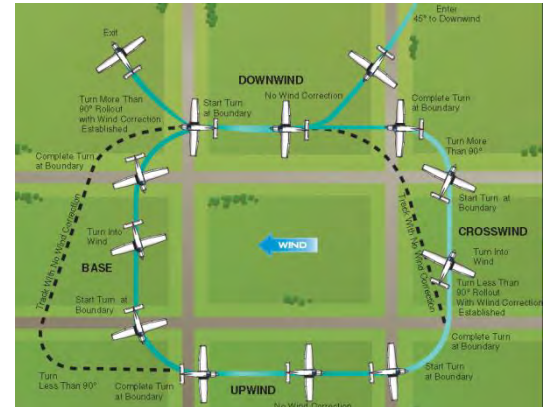 Enter
45° to Downwind
Exit
DOWNWIND
Turn More Than
90° Rollout
with Wind Correction
Established
Start Turn
at Boundary
No Wind Correction
Complete Turn
at Boundary
Turn More
Than 90°
Complete Turn
at Boundary
Start Turn at
Boundary
Track With No Wind Correction
Track With No Wind Correction
Turn Into
Wind
BASE
WIND
CROSSWIND
Turn Into
Wind
Turn Less Than
90° Rollout
with Wind Correction
Established
Start Turn at
Boundary
Complete Turn
at Boundary
Turn
Less Than 90°
Complete Turn
at Boundary
UPWIND
Start Turn
at Boundary
No Wind Correction